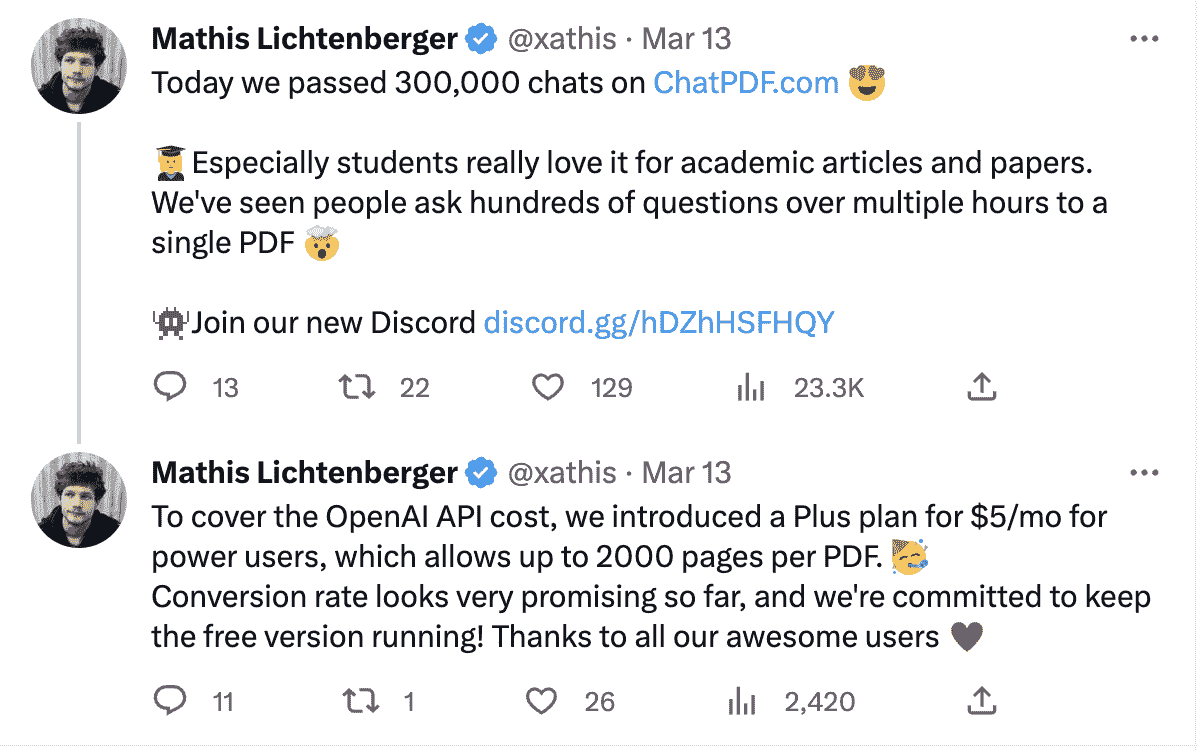 Mathis Lichtenberger @xathis · Mar 13
Today we passed 300,000 chats on ChatPDF.com 😍
👨‍🎓Especially students really love it for academic articles and papers.
We've seen people ask hundreds of questions over multiple hours to a
single PDF 🤯
👾Join our new Discord discord.gg/hDZhHSFHQY
13 22 129 23.3K
Mathis Lichtenberger @xathis · Mar 13
To cover the OpenAI API cost, we introduced a Plus plan for $5/mo for
power users, which allows up to 2000 pages per PDF. 🥳
Conversion rate looks very promising so far, and we're committed to keep
the free version running! Thanks to all our awesome users 🖤
11 1 26 2,420